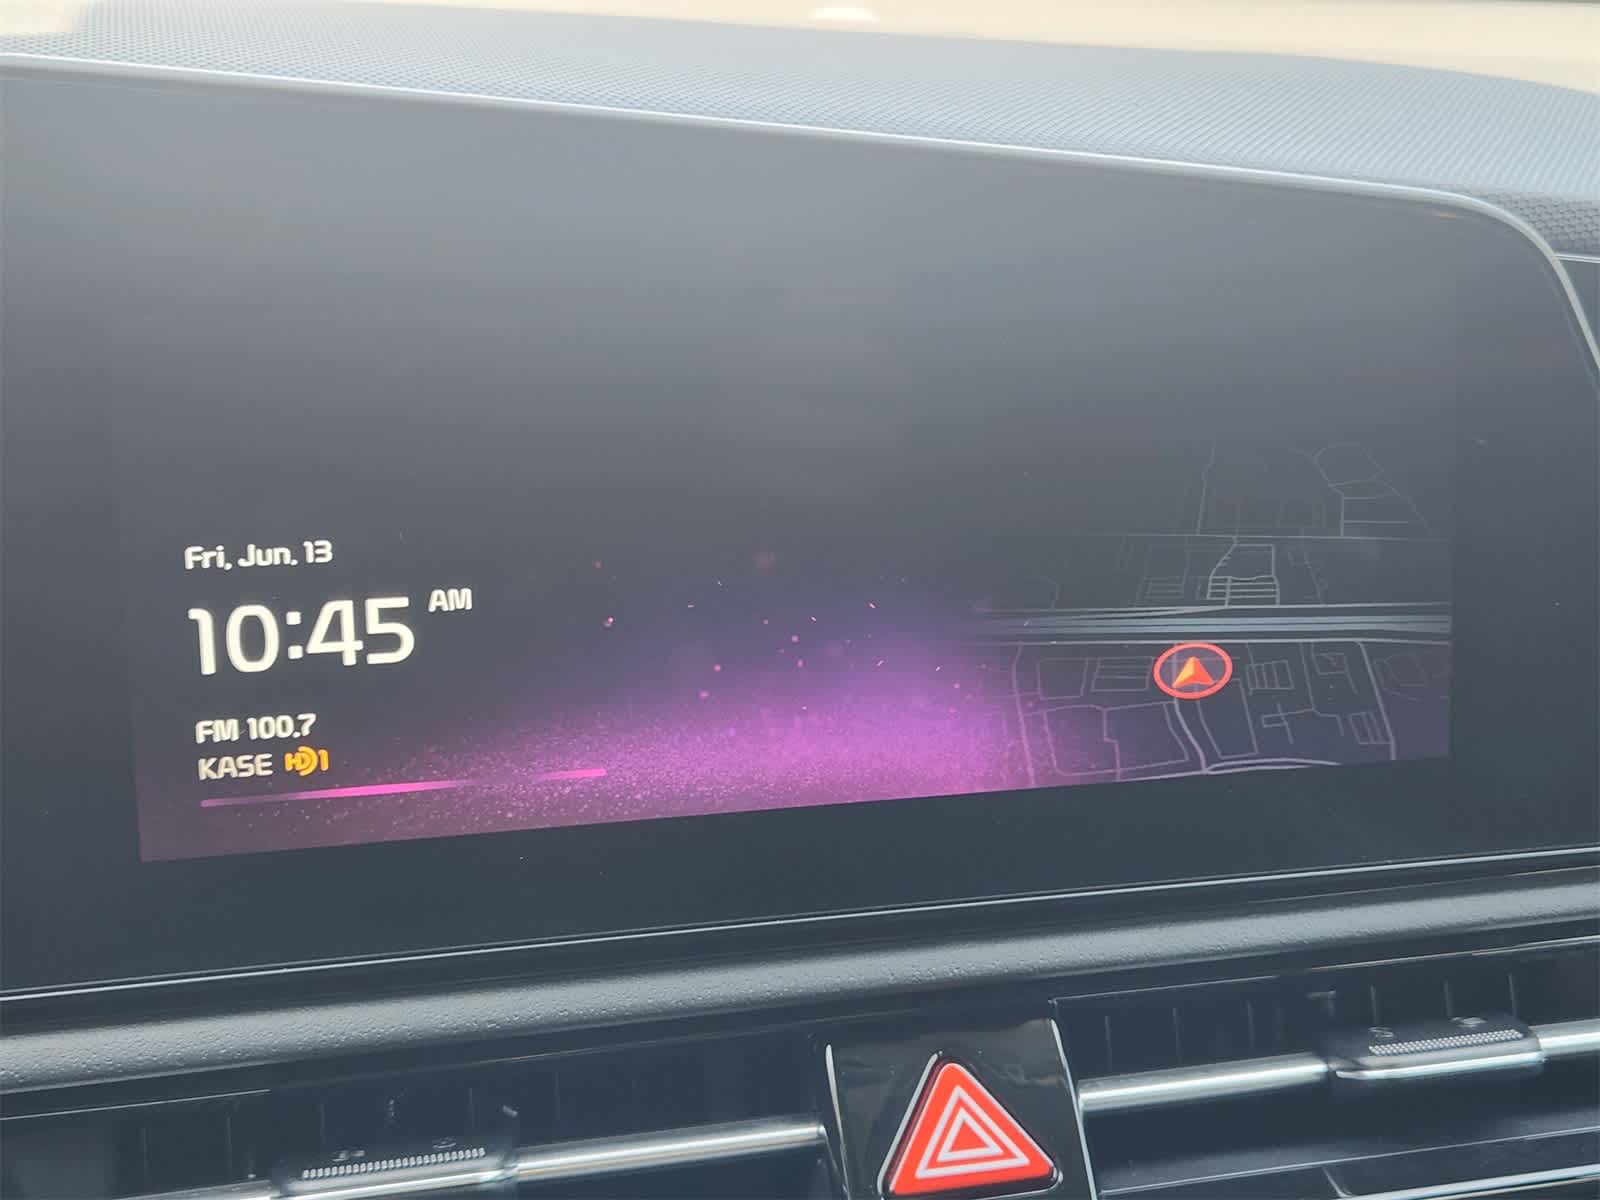 Fri, Jun. 13
10:45 AM
FM 100.7
KASE HD1